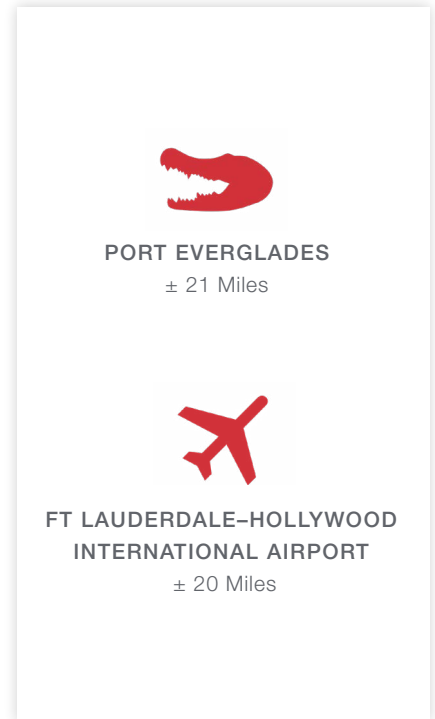 PORT EVERGLADES
± 21 Miles
FT LAUDERDALE–HOLLYWOOD
INTERNATIONAL AIRPORT
± 20 Miles